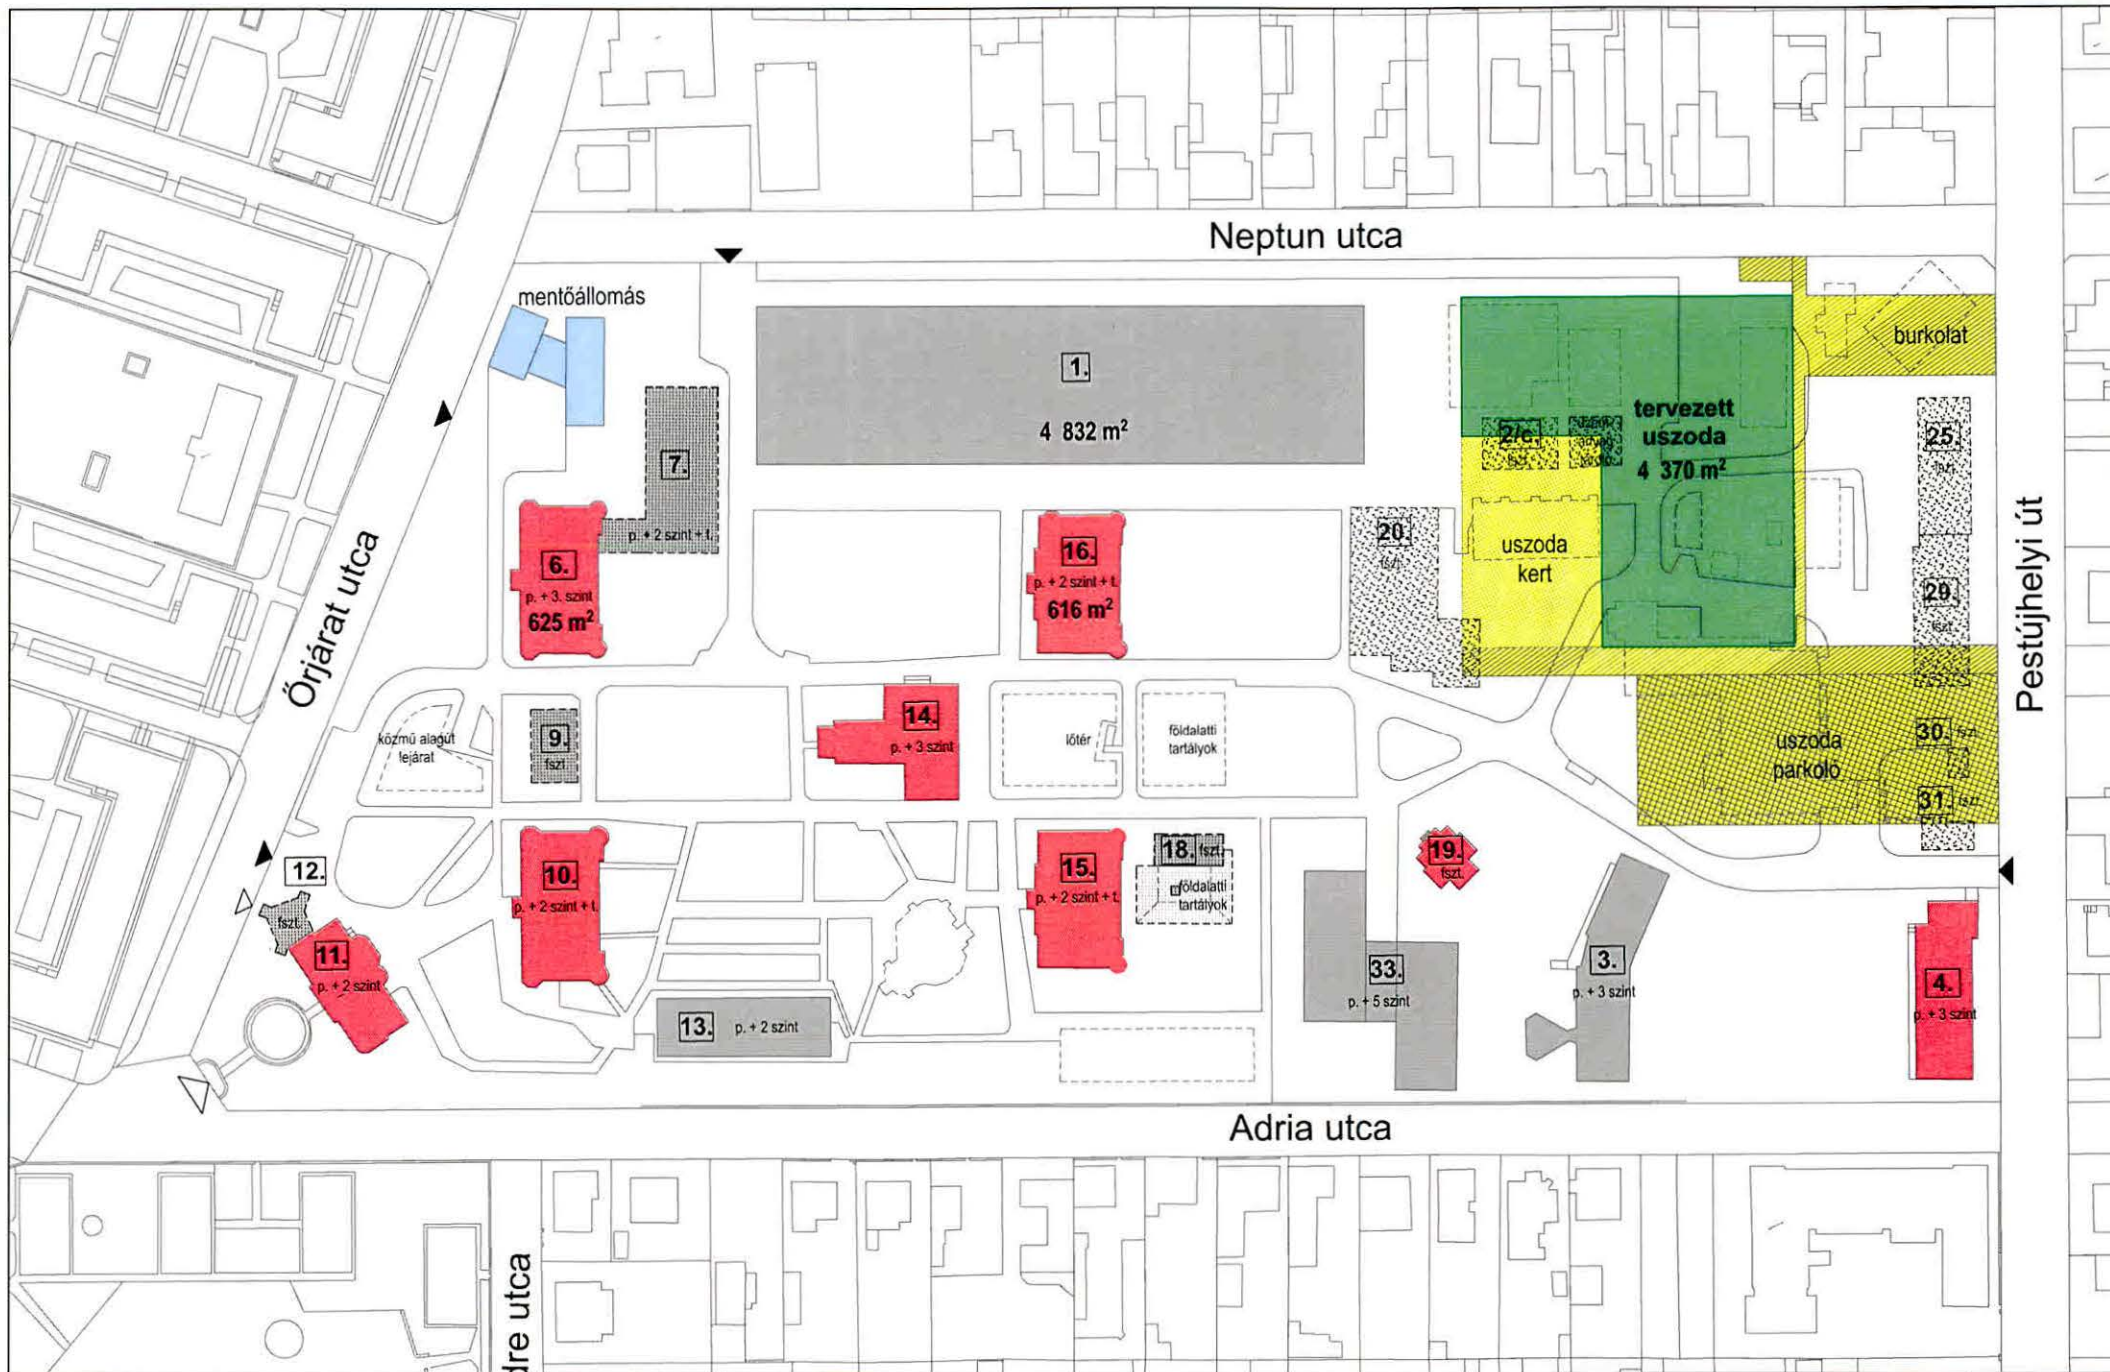 Neptun utca
mentőállomás
burkolat
1.
4 832 m²
tervezett
uszoda
4 370 m²
2/c.
fszt.
25.
fszt.
7.
p. + 2 szint + t.
6.
p. + 3. szint
625 m²
16.
p. + 2 szint + t.
616 m²
20.
fszt.
uszoda
kert
29.
fszt.
Őrjárat utca
Pestújhelyi út
közmű alagút
lejárat
9.
fszt.
14.
p. + 3 szint
lőtér
földalatti
tartályok
uszoda
parkoló
30. fszt.
31. fszt.
12.
fszt.
11.
p. + 2 szint
10.
p. + 2 szint + t.
15.
p. + 2 szint + t.
18. fszt.
földalatti
tartályok
19.
fszt.
33.
p. + 5 szint
3.
p. + 3 szint
4.
p. + 3 szint
13. p. + 2 szint
Adria utca
dre utca